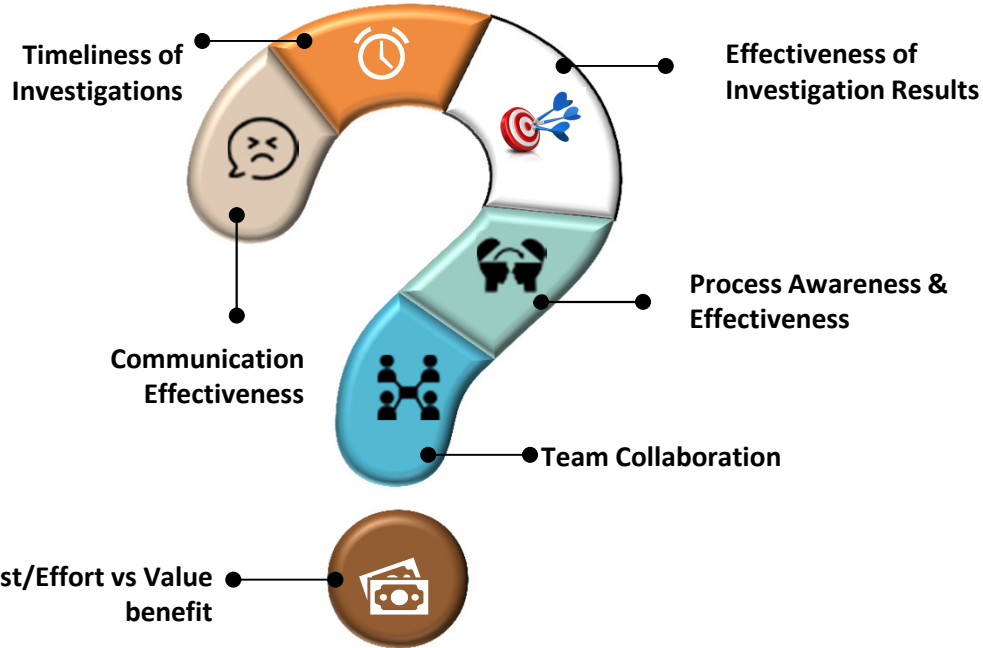 Timeliness of
Investigations
Effectiveness of
Investigation Results
Process Awareness &
Effectiveness
Communication
Effectiveness
Team Collaboration
st/Effort vs Value
benefit